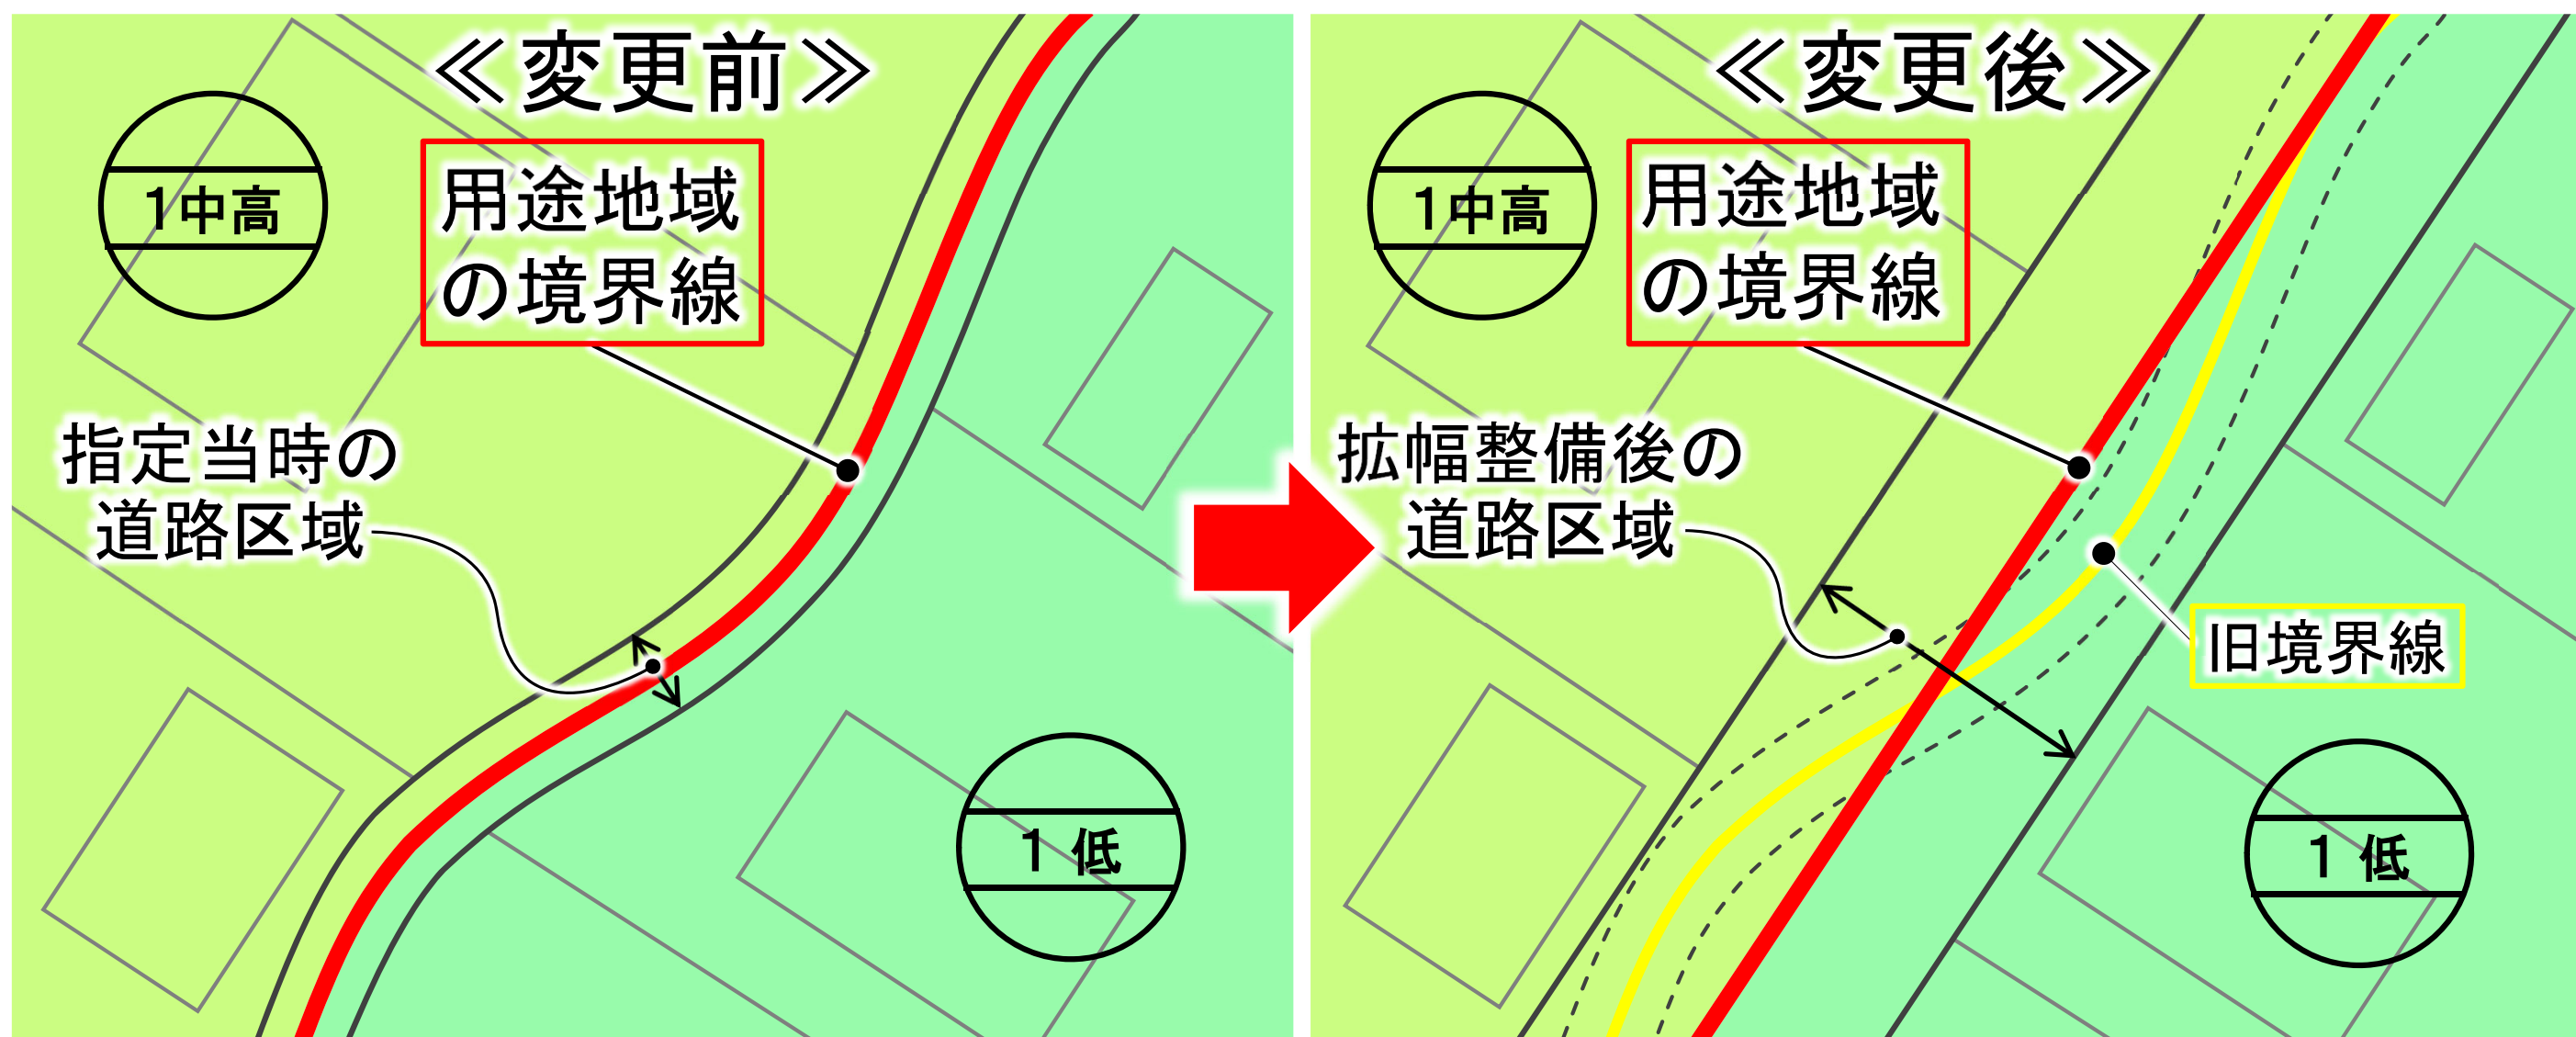 ≪変更前≫
1中高
用途地域
の境界線
指定当時の
道路区域
1低
≪変更後≫
1中高
用途地域
の境界線
拡幅整備後の
道路区域
旧境界線
1低